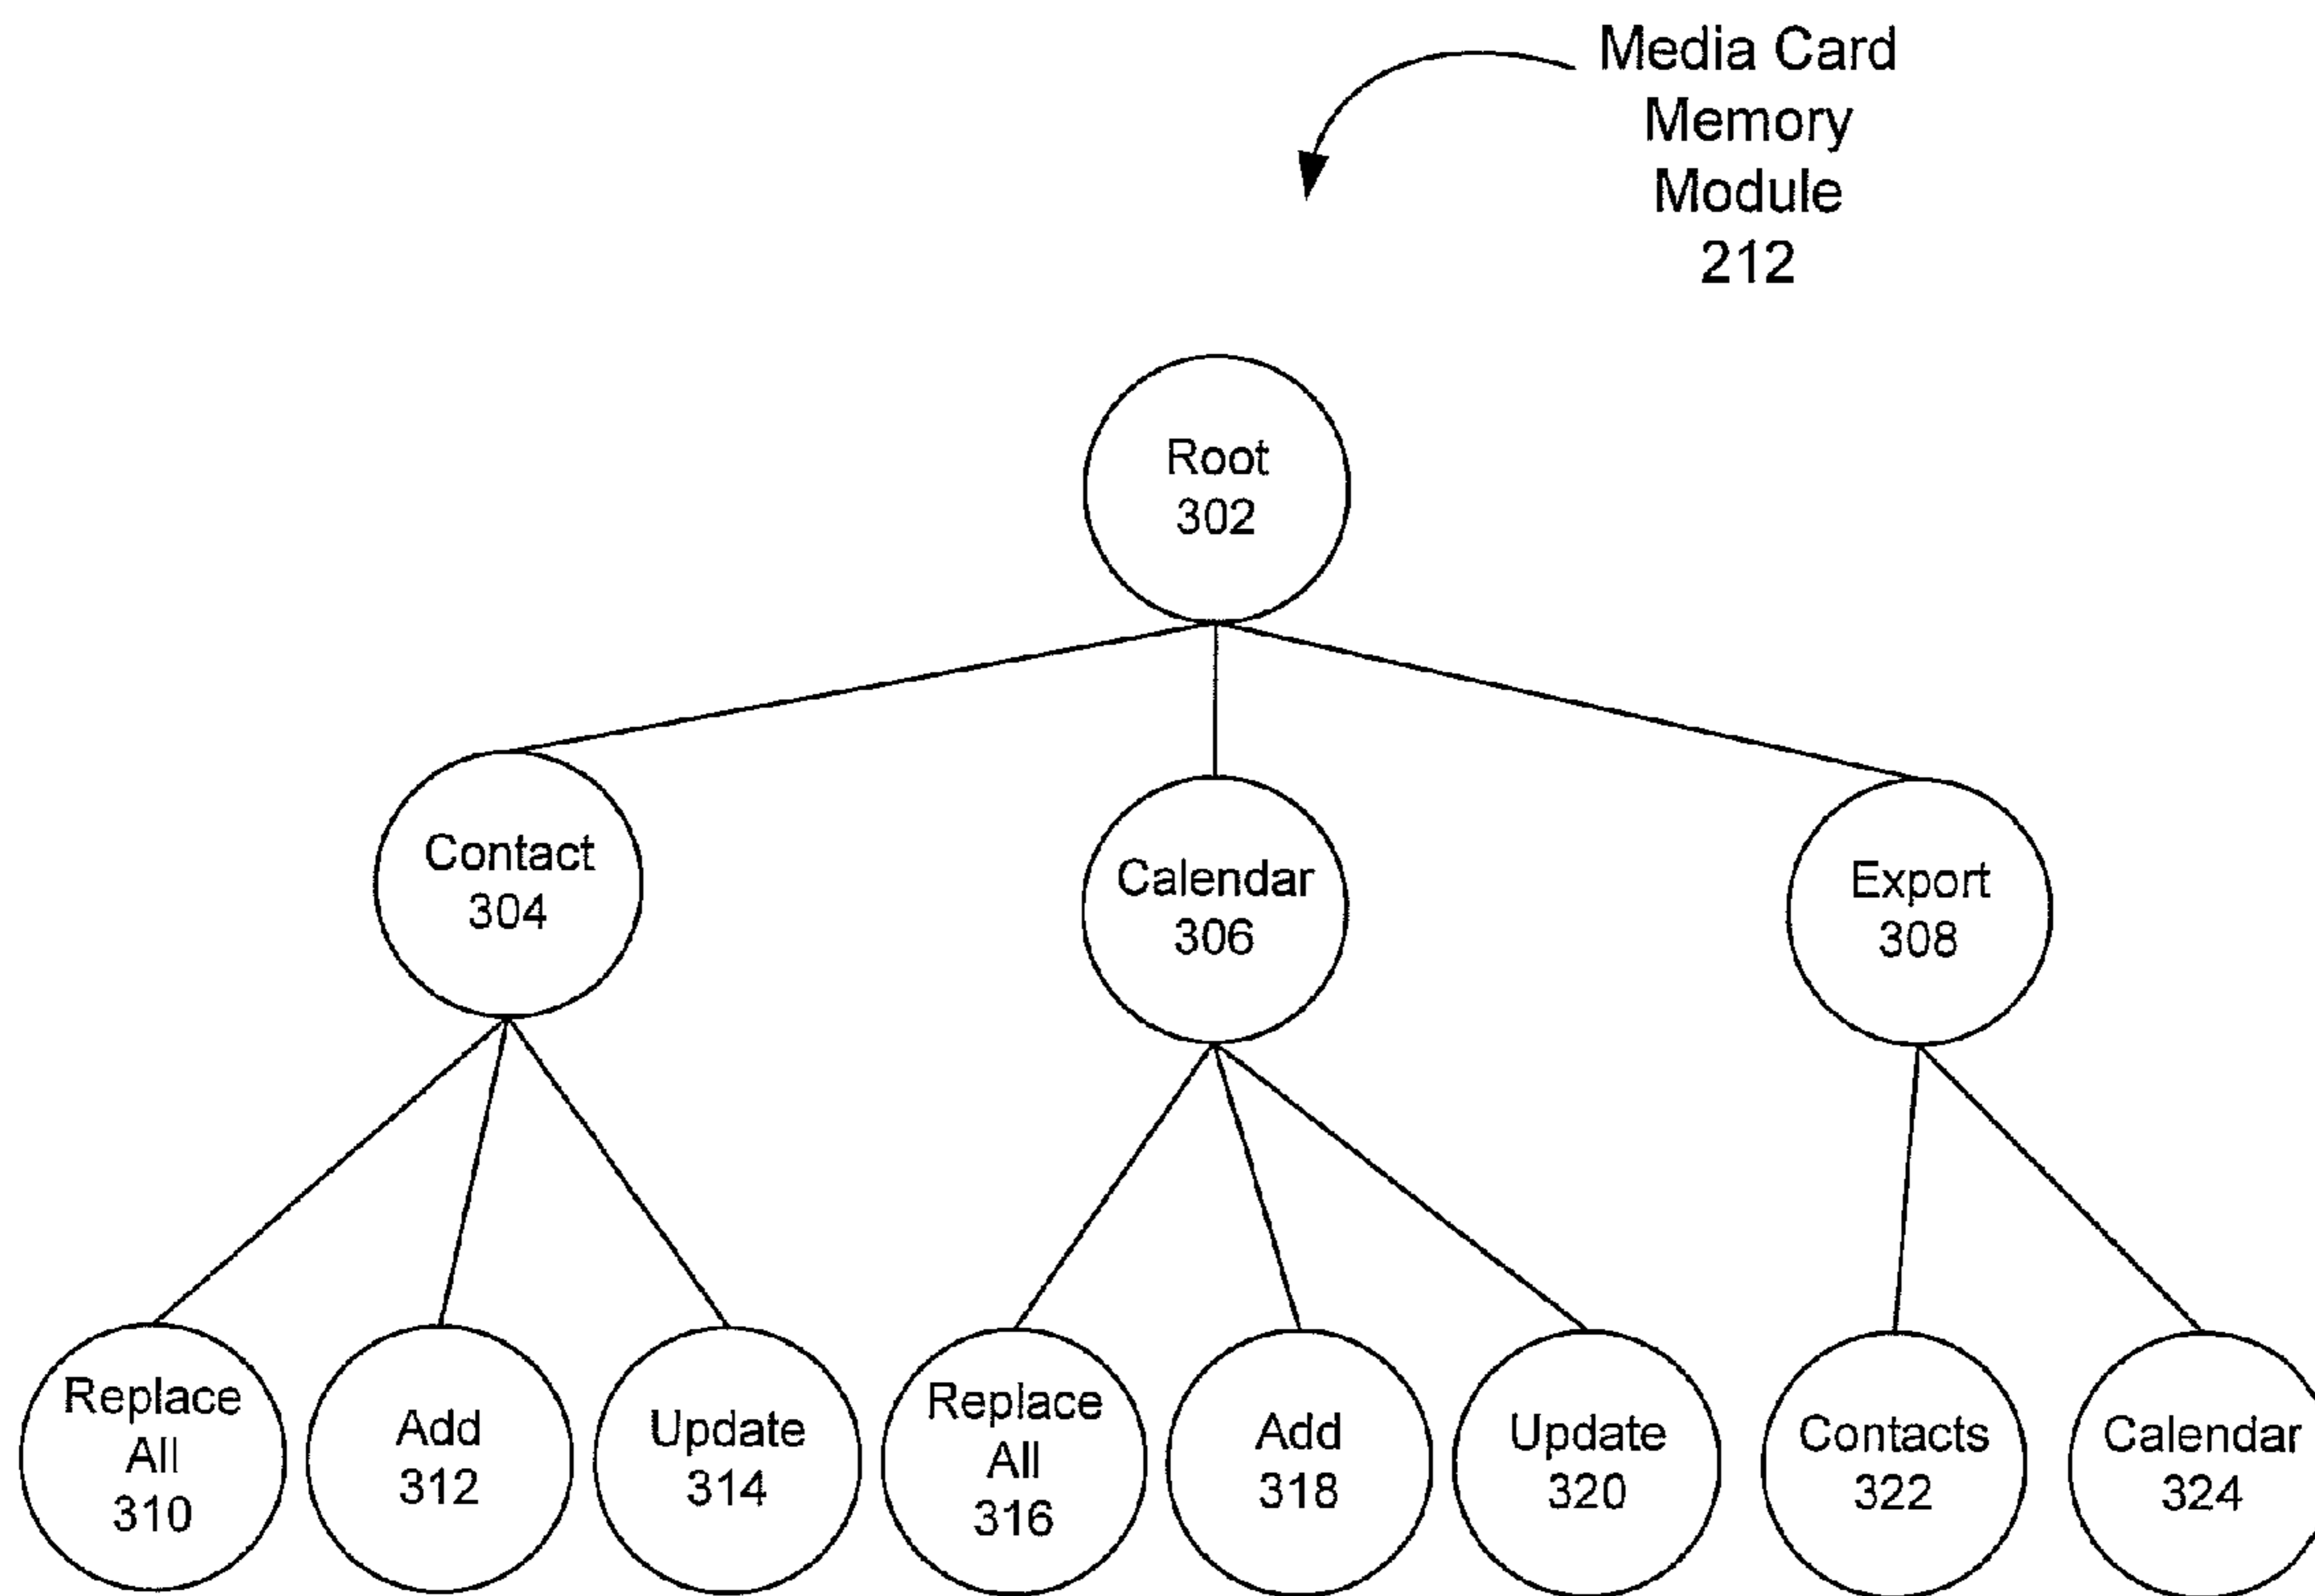 Media Card
Memory
Module
212
Root
302
Contact
304
Calendar
306
Export
308
Replace
All
310
Add
312
Update
314
Replace
All
316
Add
318
Update
320
Contacts
322
Calendar
324